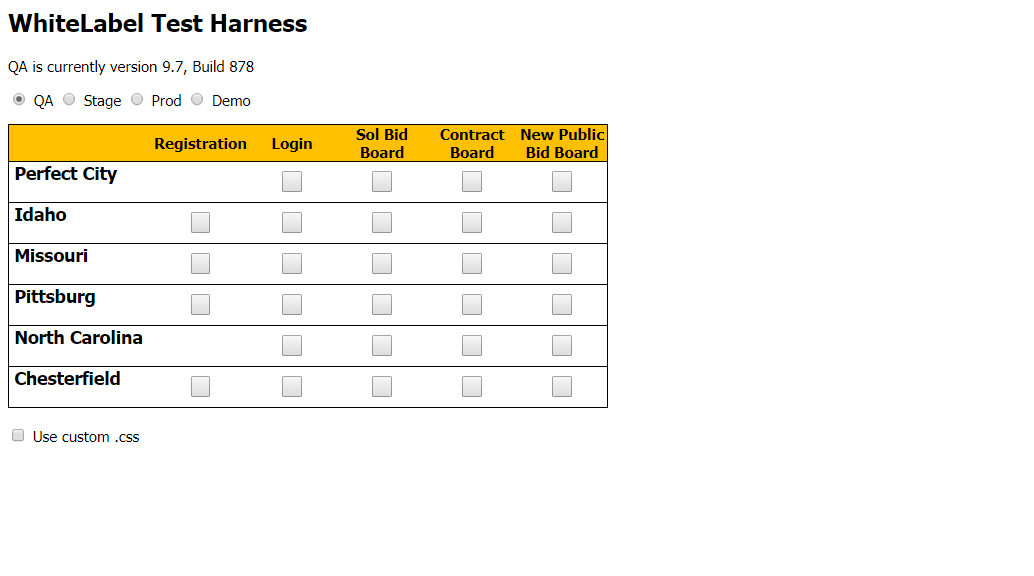 WhiteLabel Test Harness
QA is currently version 9.7, Build 878
QA Stage Prod Demo
Registration Login Sol Bid Board Contract Board New Public Bid Board
Perfect City
Idaho
Missouri
Pittsburg
North Carolina
Chesterfield
Use custom .css